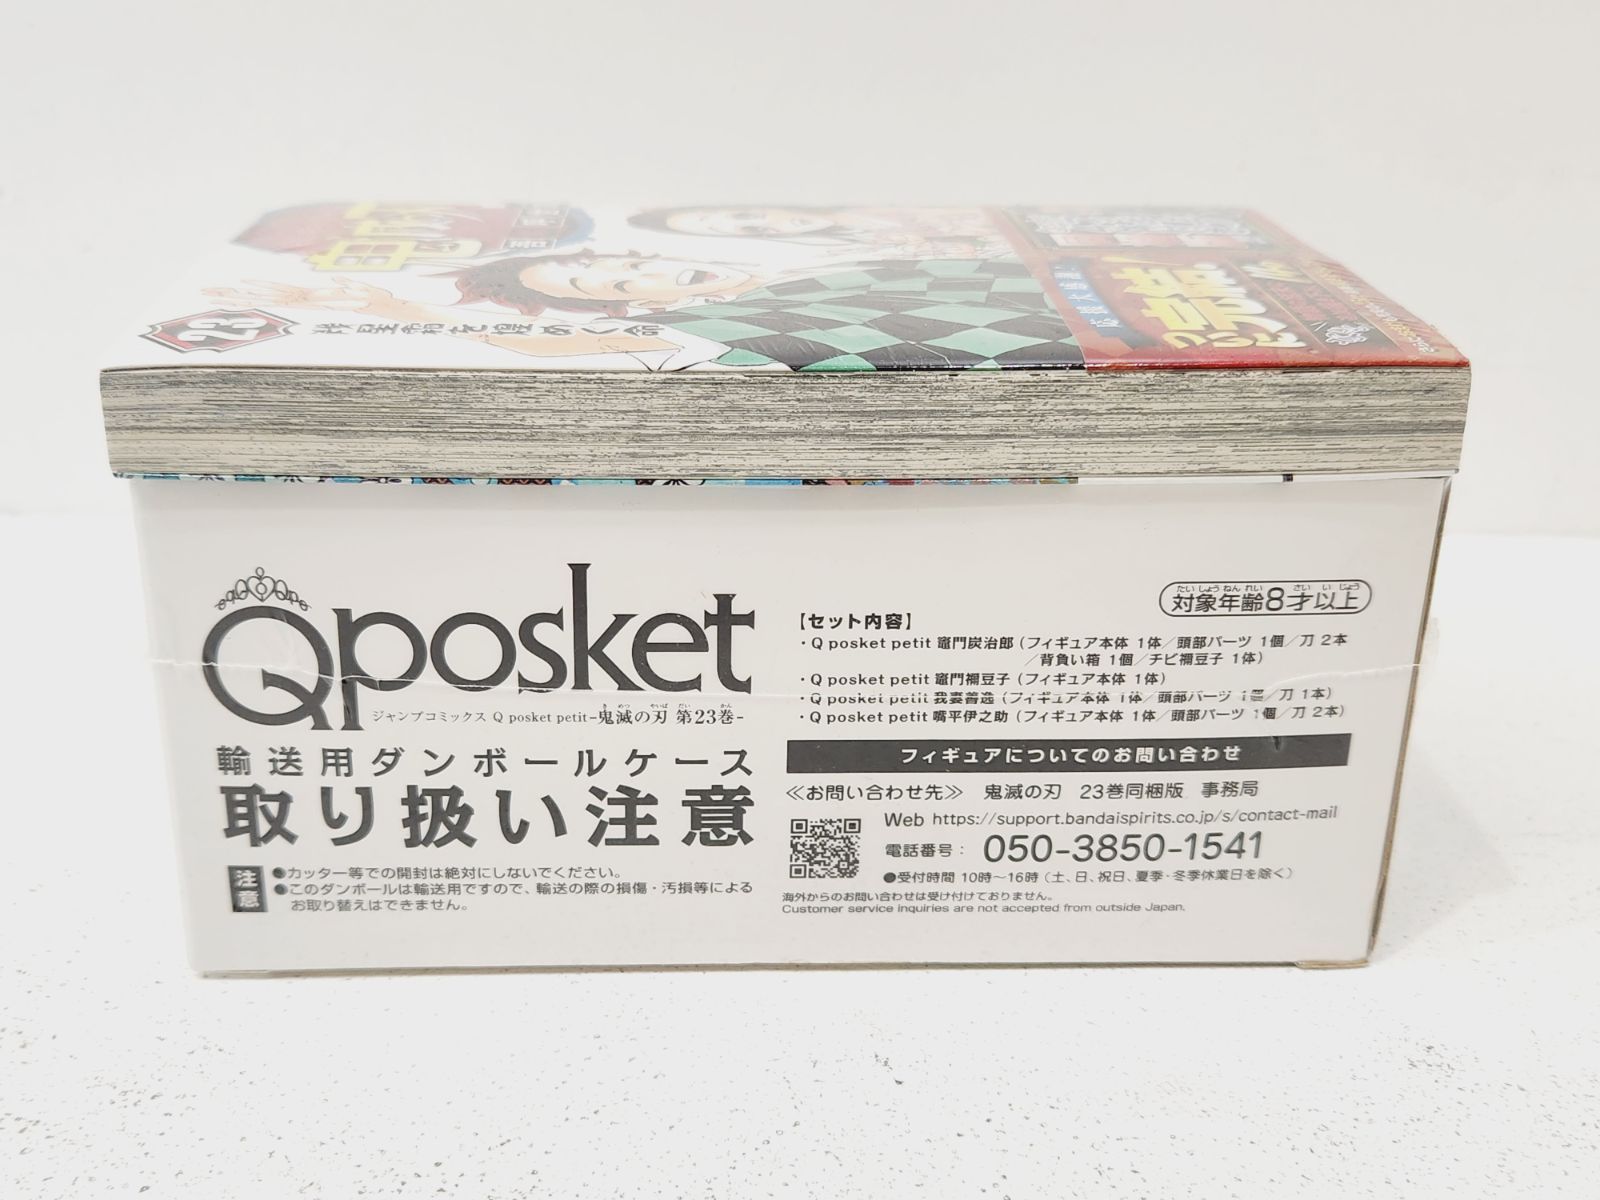 鬼滅
23
つい完結。
Qposket
ジャンプコミックス Q posket petit-鬼滅の刃 第23巻-
輸送用ダンボールケース
取り扱い注意
注意
●カッター等での開封は絶対にしないでください。
●このダンボールは輸送用ですので、輸送の際の損傷・汚損等による
お取り替えはできません。
対象年齢8才以上
【セット内容】
・Q posket petit 竈門炭治郎（フィギュア本体 1体／頭部パーツ 1個／刀 2本
／背負い箱 1個／チビ禰豆子 1体）
・Q posket petit 竈門禰豆子（フィギュア本体 1体）
・Q posket petit 我妻善逸（フィギュア本体 1体／頭部パーツ 1個／刀 1本）
・Q posket petit 嘴平伊之助（フィギュア本体 1体／頭部パーツ 1個／刀 2本）
フィギュアについてのお問い合わせ
≪お問い合わせ先≫ 鬼滅の刃 23巻同梱版 事務局
Web https://support.bandaispirits.co.jp/s/contact-mail
電話番号： 050-3850-1541
●受付時間 10時〜16時（土、日、祝日、夏季・冬季休業日を除く）
海外からのお問い合わせは受け付けておりません。
Customer service inquiries are not accepted from outside Japan.